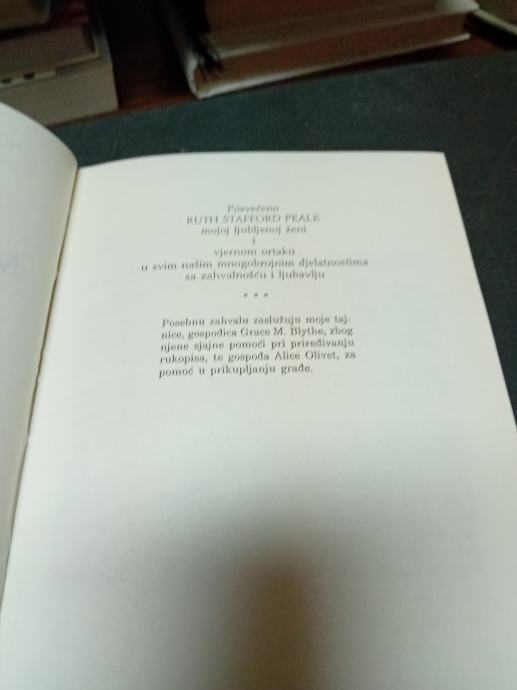 Posvećeno
RUTH STAFFORD PEALE
mojoj ljubljenoj ženi
i
vjernom ortaku
u svim našim mnogobrojnim djelatnostima
sa zahvalnošću i ljubavlju
* * *
Posebnu zahvalu zaslužuju moje taj-
nice, gospođica Grace M. Blythe, zbog
njene sjajne pomoći pri priređivanju
rukopisa, te gospođa Alice Olivet, za
pomoć u prikupljanju građe.